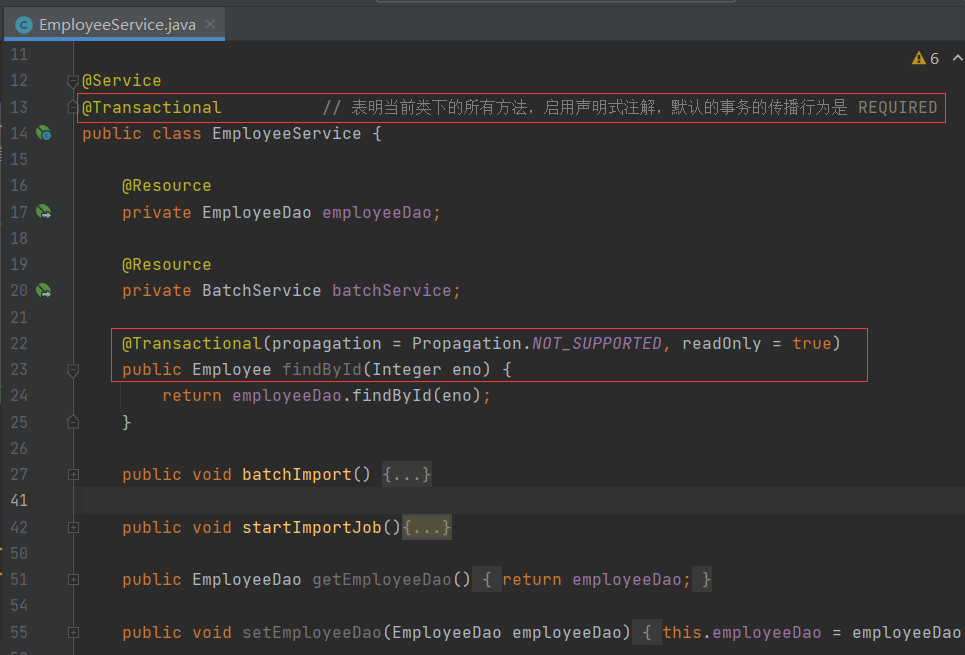 EmployeeService.java
6
11
12 @Service
13 @Transactional // 表明当前类下的所有方法，启用声明式注解，默认的事务的传播行为是 REQUIRED
14 public class EmployeeService {
15
16 @Resource
17 private EmployeeDao employeeDao;
18
19 @Resource
20 private BatchService batchService;
21
22 @Transactional(propagation = Propagation.NOT_SUPPORTED, readOnly = true)
23 public Employee findById(Integer eno) {
24 return employeeDao.findById(eno);
25 }
26
27 public void batchImport() {...}
41
42 public void startImportJob(){...}
50
51 public EmployeeDao getEmployeeDao() { return employeeDao; }
54
55 public void setEmployeeDao(EmployeeDao employeeDao) { this.employeeDao = employeeDao